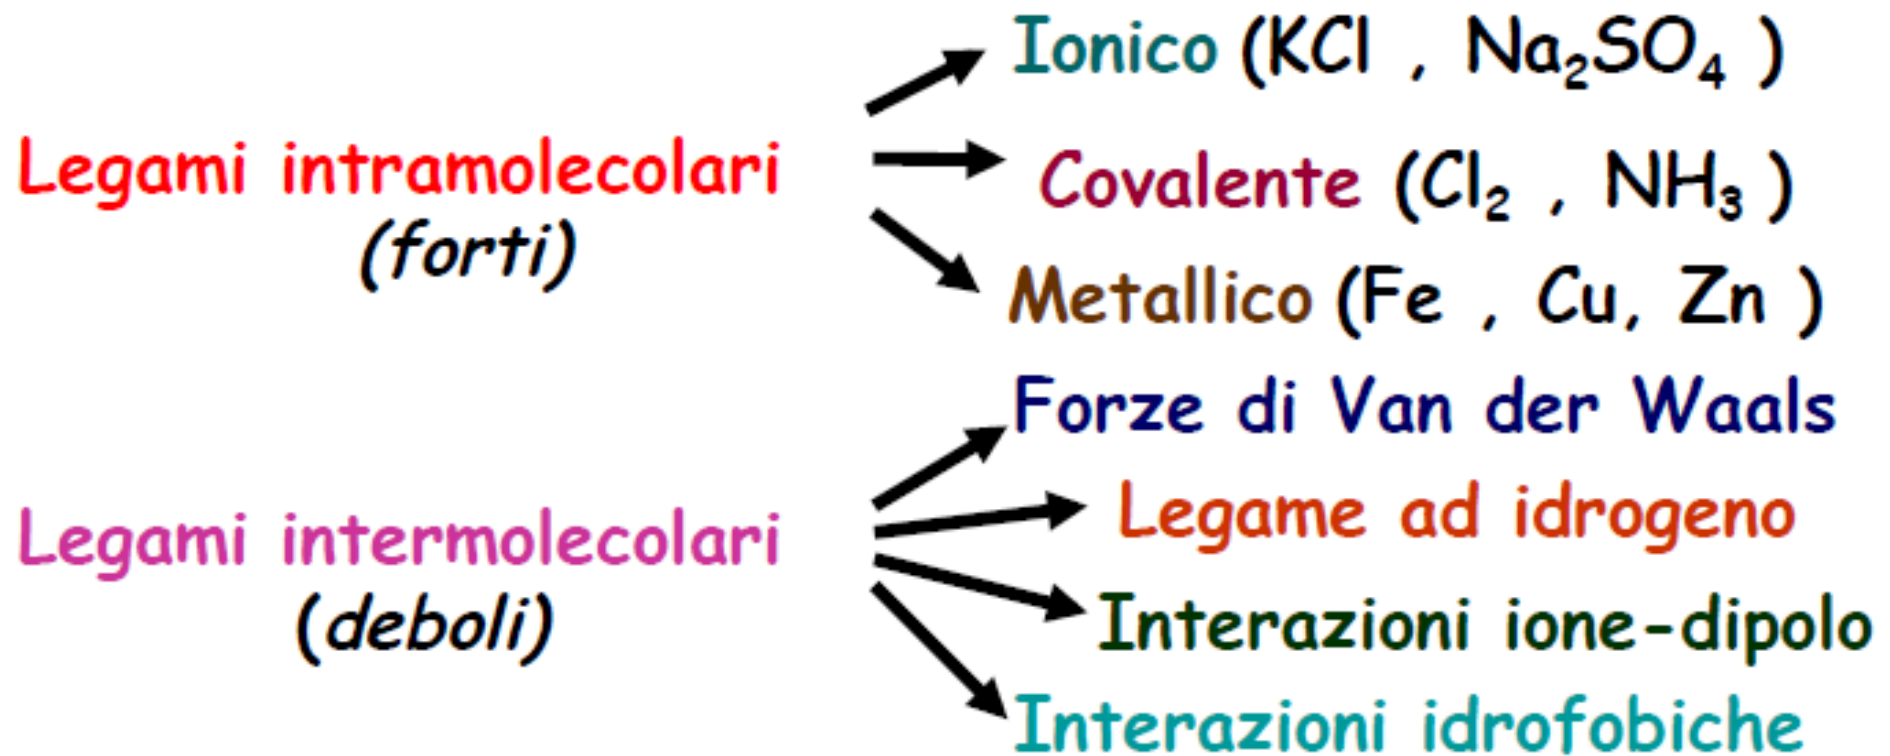 Ionico (KCl , Na₂SO₄ )
Legami intramolecolari
(forti)
Covalente (Cl₂ , NH₃ )
Metallico (Fe , Cu, Zn )
Forze di Van der Waals
Legami intermolecolari
(deboli)
Legame ad idrogeno
Interazioni ione-dipolo
Interazioni idrofobiche